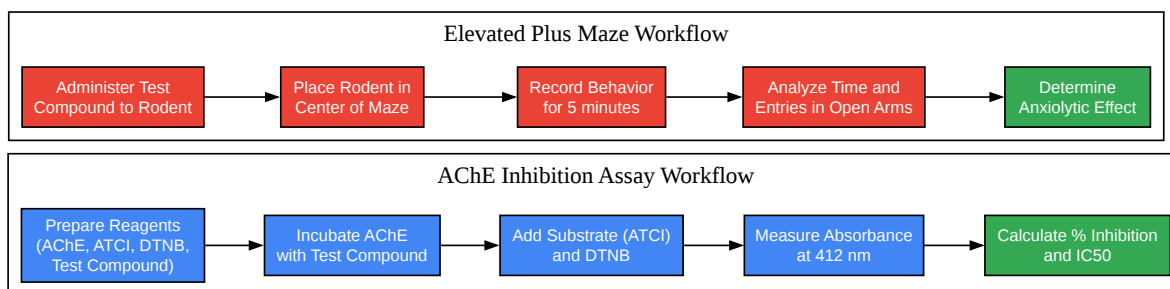 Elevated Plus Maze Workflow
Administer Test
Compound to Rodent
Place Rodent in
Center of Maze
Record Behavior
for 5 minutes
Analyze Time and
Entries in Open Arms
Determine
Anxiolytic Effect
AChE Inhibition Assay Workflow
Prepare Reagents
(AChE, ATCI, DTNB,
Test Compound)
Incubate AChE
with Test Compound
Add Substrate (ATCI)
and DTNB
Measure Absorbance
at 412 nm
Calculate % Inhibition
and IC50